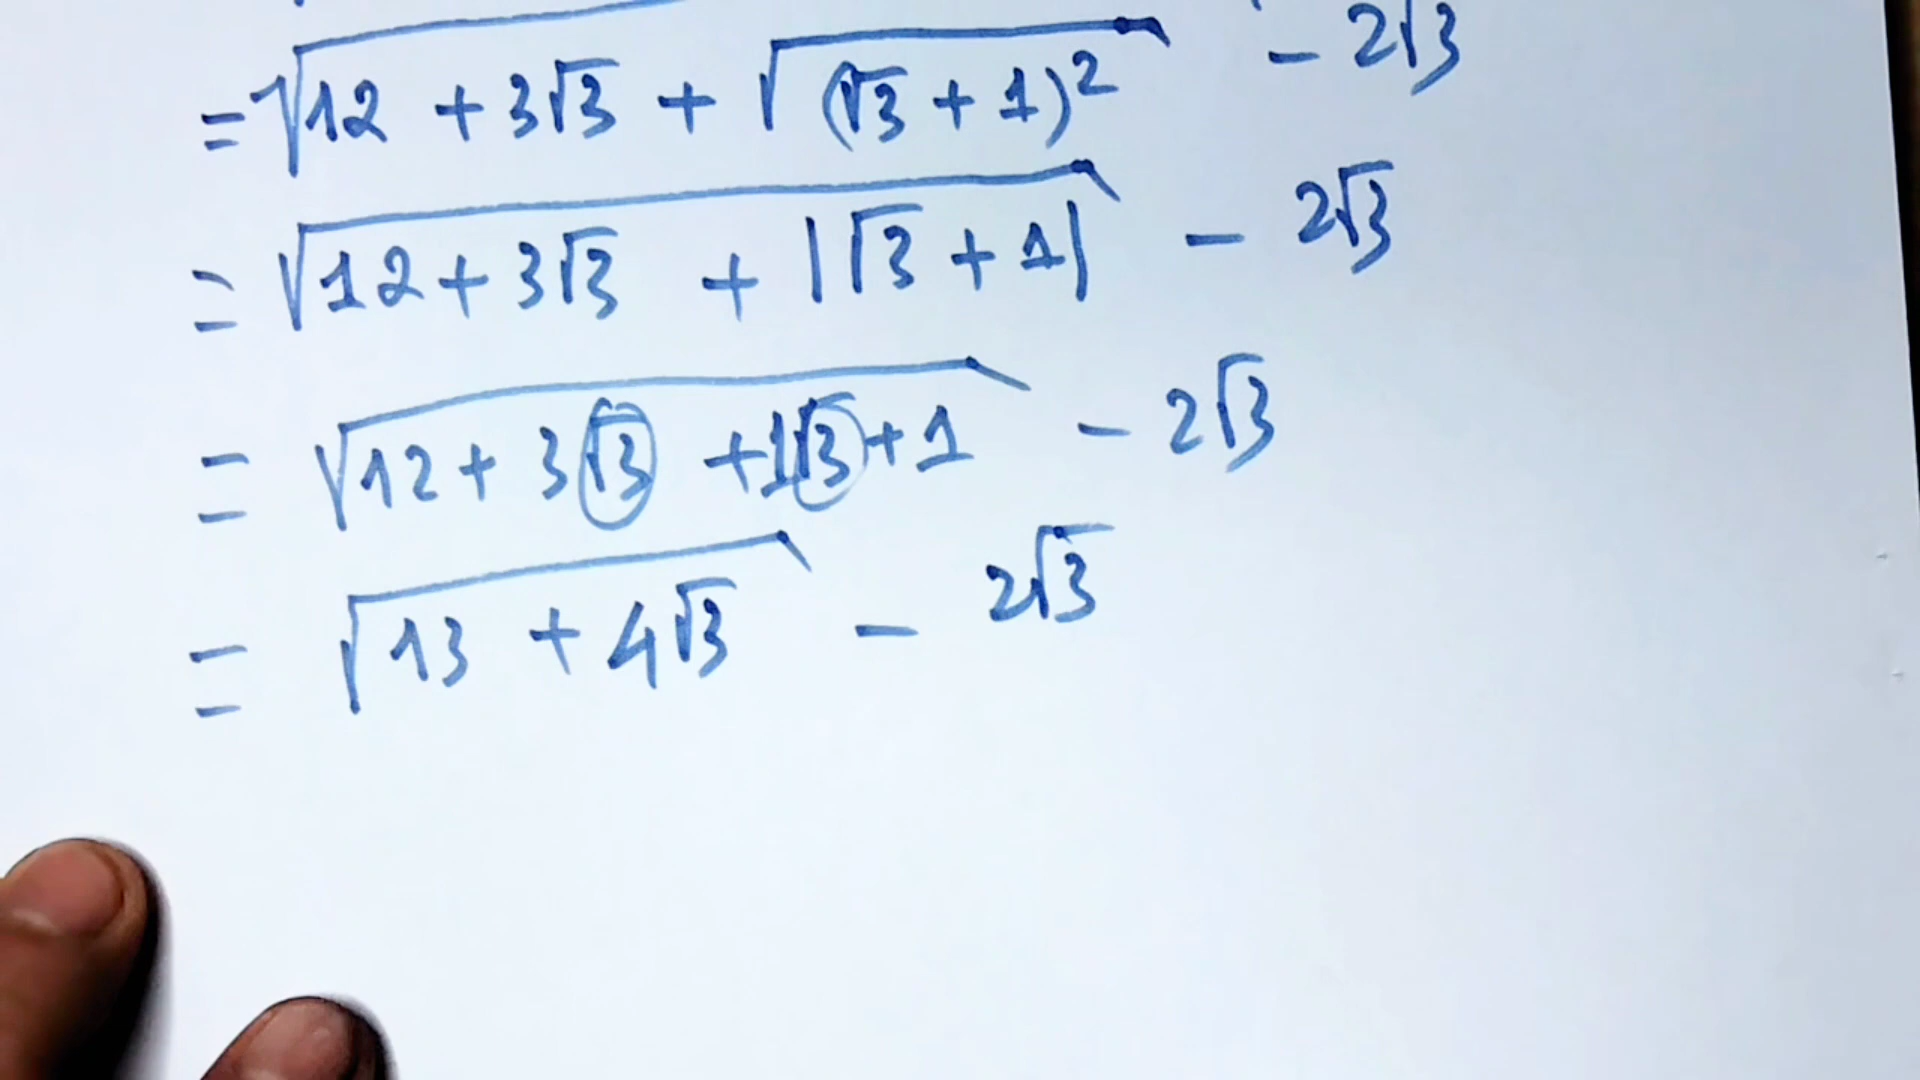 = √(12 + 3√3 + √((√3 + 1)²)) - 2√3
= √(12 + 3√3 + |√3 + 1|) - 2√3
= √(12 + 3√3 + 1√3 + 1) - 2√3
= √(13 + 4√3) - 2√3